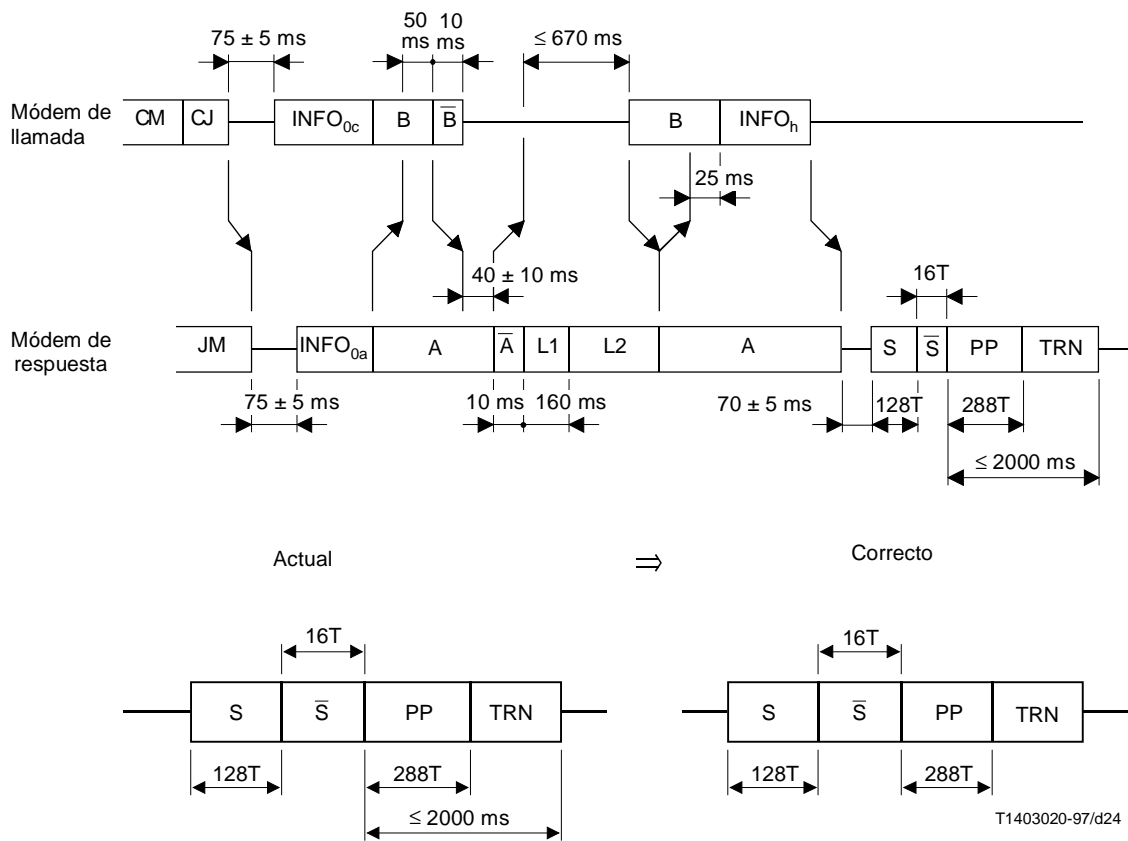 75 ± 5 ms
50 ms
10 ms
≤ 670 ms
Módem de llamada
CM
CJ
INFO0c
B
B̅
B
INFOh
25 ms
40 ± 10 ms
16T
Módem de respuesta
JM
INFO0a
A
A̅
L1
L2
A
S
S̅
PP
TRN
75 ± 5 ms
10 ms
160 ms
70 ± 5 ms
128T
288T
≤ 2000 ms
Actual
⇒
Correcto
16T
16T
S
S̅
PP
TRN
S
S̅
PP
TRN
128T
288T
128T
288T
≤ 2000 ms
T1403020-97/d24